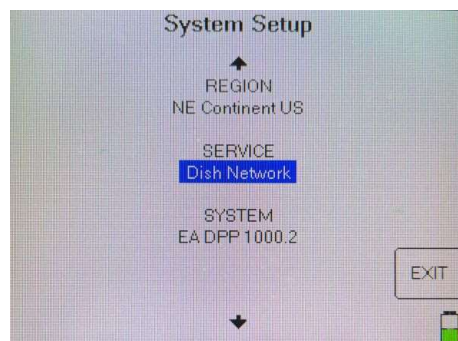 System Setup
REGION
NE Continent US
SERVICE
Dish Network
SYSTEM
EA DPP 1000.2
EXIT